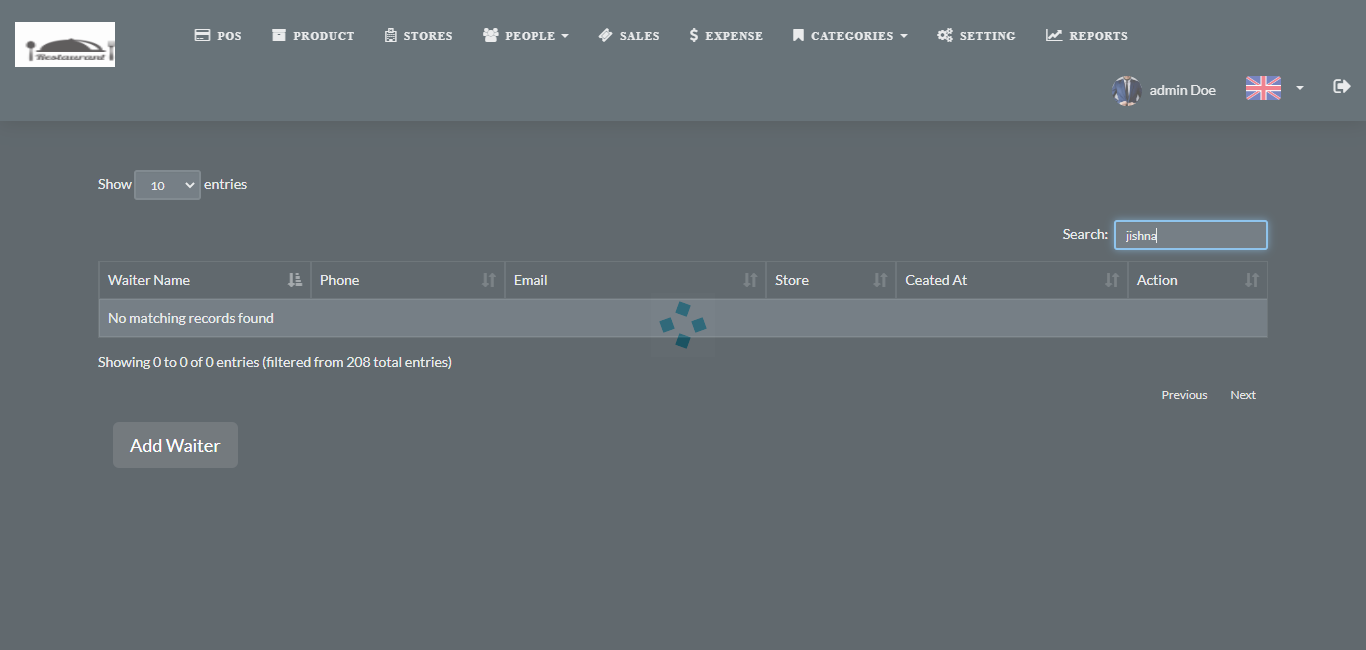 Restaurant
POS PRODUCT STORES PEOPLE SALES EXPENSE CATEGORIES SETTING REPORTS
admin Doe
Show 10 entries
Search: jishna
Waiter Name Phone Email Store Ceated At Action
No matching records found
Showing 0 to 0 of 0 entries (filtered from 208 total entries)
Previous Next
Add Waiter